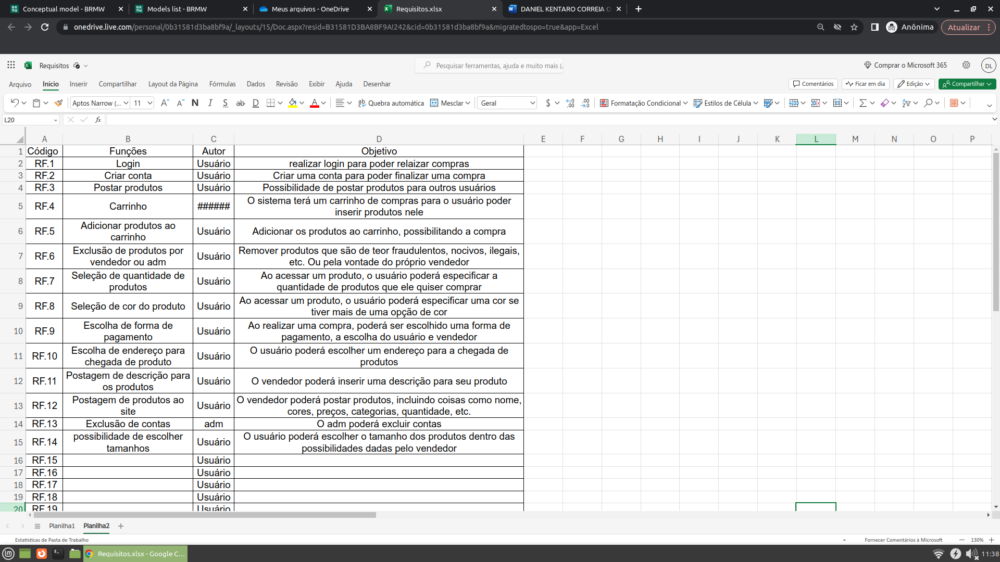 Conceptual model - BRMW
Models list - BRMW
Meus arquivos - OneDrive
Requisitos.xlsx
DANIEL KENTARO CORREIA
onedrive.live.com/personal/0b31581d3ba8bf9a/_layouts/15/Doc.aspx?resid=B31581D3BA8BF9A!242&cid=0b31581d3ba8bf9a&migratedtospo=true&app=Excel
Anônima
Atualizar
Requisitos
Pesquisar ferramentas, ajuda e muito mais (
Comprar o Microsoft 365
DL
Arquivo Início Inserir Compartilhar Layout da Página Fórmulas Dados Revisão Exibir Ajuda Desenhar
Comentários Ficar em dia Edição Compartilhar
Aptos Narrow (... 11 A A N I S ab D A Quebra automática Mesclar Geral $ Formatação Condicional Estilos de Célula
L20 fx
A B C D E F G H I J K L M N O P
1 Código Funções Autor Objetivo
2 RF.1 Login Usuário realizar login para poder relaizar compras
3 RF.2 Criar conta Usuário Criar uma conta para poder finalizar uma compra
4 RF.3 Postar produtos Usuário Possibilidade de postar produtos para outros usuários
5 RF.4 Carrinho ###### O sistema terá um carrinho de compras para o usuário poder
inserir produtos nele
6 RF.5 Adicionar produtos ao
carrinho Usuário Adicionar os produtos ao carrinho, possibilitando a compra
7 RF.6 Exclusão de produtos por
vendedor ou adm Usuário Remover produtos que são de teor fraudulentos, nocivos, ilegais,
etc. Ou pela vontade do próprio vendedor
8 RF.7 Seleção de quantidade de
produtos Usuário Ao acessar um produto, o usuário poderá especificar a
quantidade de produtos que ele quiser comprar
9 RF.8 Seleção de cor do produto Usuário Ao acessar um produto, o usuário poderá especificar uma cor se
tiver mais de uma opção de cor
10 RF.9 Escolha de forma de
pagamento Usuário Ao realizar uma compra, poderá ser escolhido uma forma de
pagamento, a escolha do usuário e vendedor
11 RF.10 Escolha de endereço para
chegada de produto Usuário O usuário poderá escolher um endereço para a chegada de
produtos
12 RF.11 Postagem de descrição para
os produtos Usuário O vendedor poderá inserir uma descrição para seu produto
13 RF.12 Postagem de produtos ao
site Usuário O vendedor poderá postar produtos, incluindo coisas como nome,
cores, preços, categorias, quantidade, etc.
14 RF.13 Exclusão de contas adm O adm poderá excluir contas
15 RF.14 possibilidade de escolher
tamanhos Usuário O usuário poderá escolher o tamanho dos produtos dentro das
possibilidades dadas pelo vendedor
16 RF.15 Usuário
17 RF.16 Usuário
18 RF.17 Usuário
19 RF.18 Usuário
20 RF.19 Usuário
Planilha1 Planilha2
Estatísticas de Pasta de Trabalho
Fornecer Comentários à Microsoft
130%
Requisitos.xlsx - Google C...
11:38